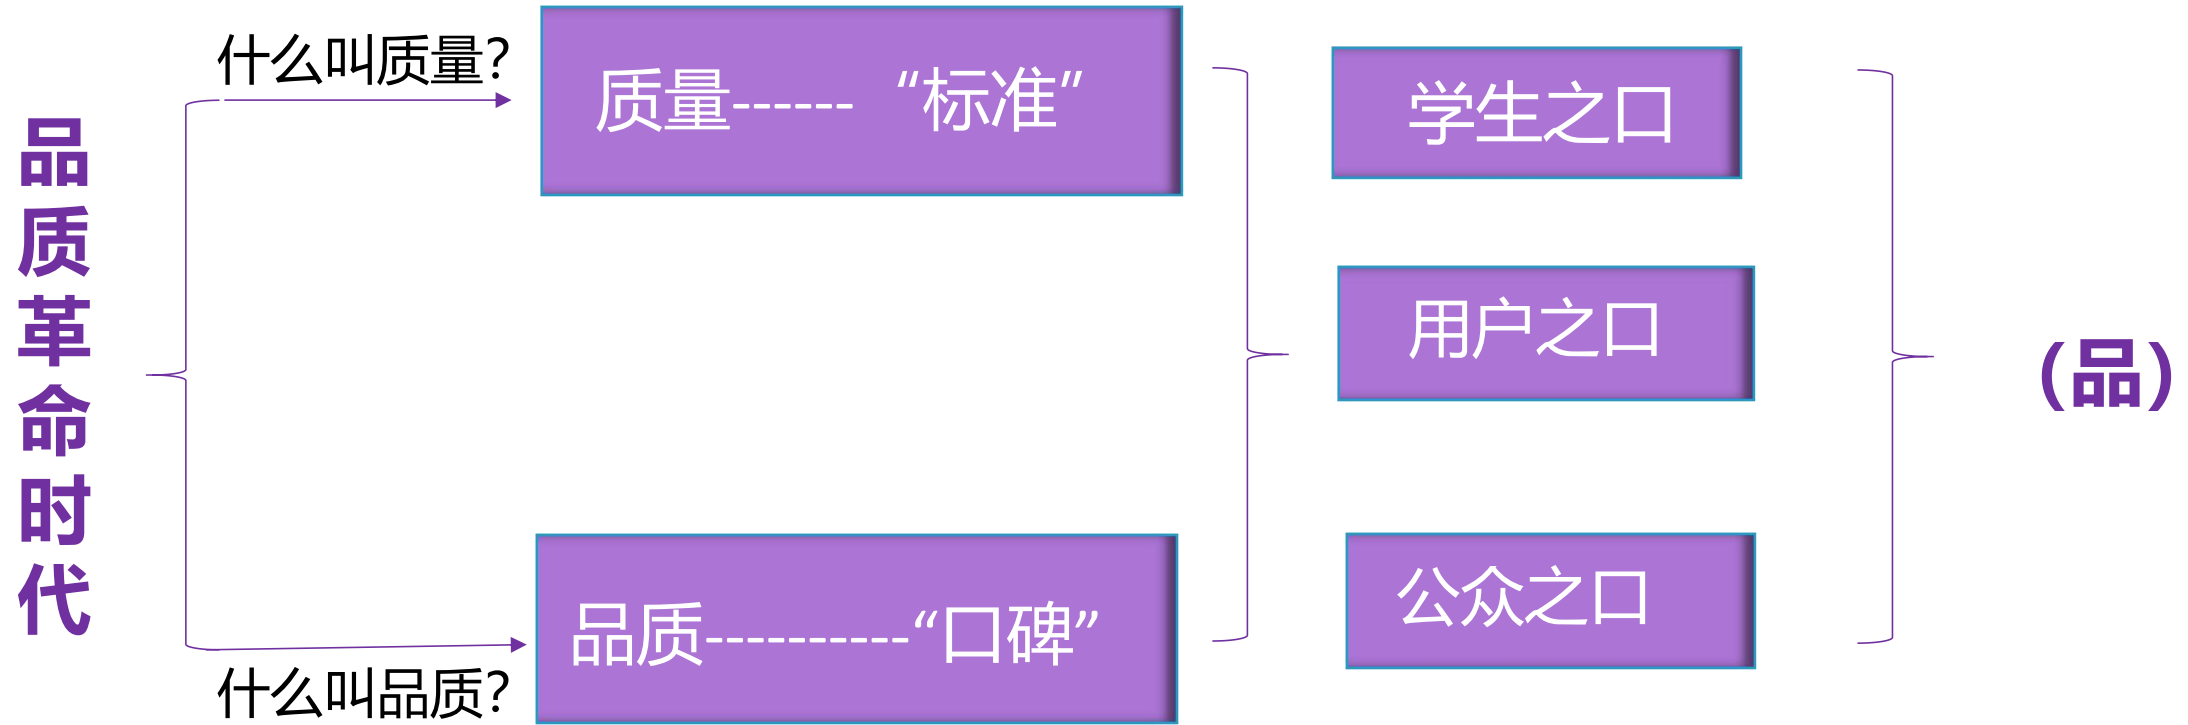 品质革命时代
什么叫质量？
质量------ “标准”
什么叫品质？
品质----------“口碑”
学生之口
用户之口
公众之口
（品）